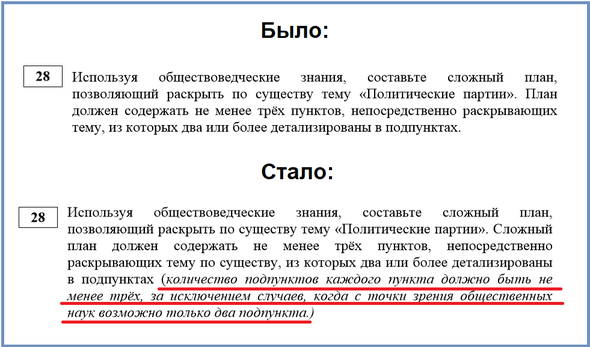 Было:
28 Используя обществоведческие знания, составьте сложный план,
позволяющий раскрыть по существу тему «Политические партии». План
должен содержать не менее трёх пунктов, непосредственно раскрывающих
тему, из которых два или более детализированы в подпунктах.
Стало:
28 Используя обществоведческие знания, составьте сложный план,
позволяющий раскрыть по существу тему «Политические партии». Сложный
план должен содержать не менее трёх пунктов, непосредственно
раскрывающих тему по существу, из которых два или более детализированы
в подпунктах (количество подпунктов каждого пункта должно быть не
менее трёх, за исключением случаев, когда с точки зрения общественных
наук возможно только два подпункта.)